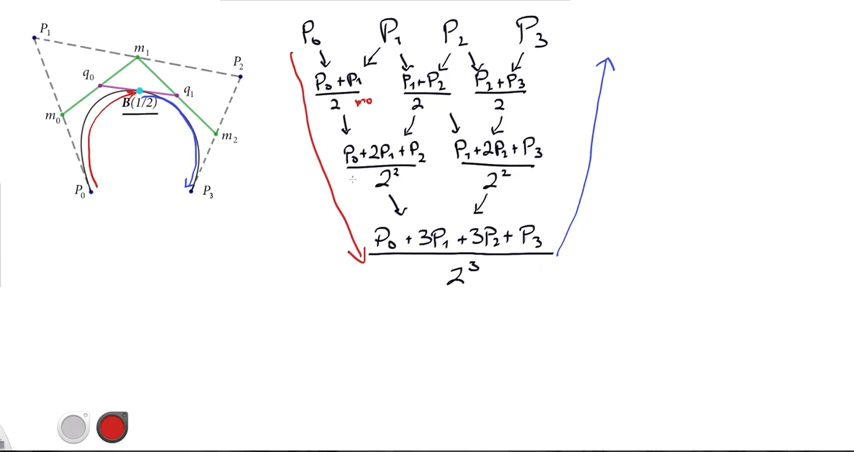 P₁
m₁
P₂
q₀
q₁
B(1/2)
m₀
m₂
P₀
P₃
P₀ P₁ P₂ P₃
P₀+P₁ P₁+P₂ P₂+P₃
2 mo 2 2
P₀+2P₁+P₂ P₁+2P₂+P₃
2² 2²
P₀ + 3P₁ + 3P₂ + P₃
2³